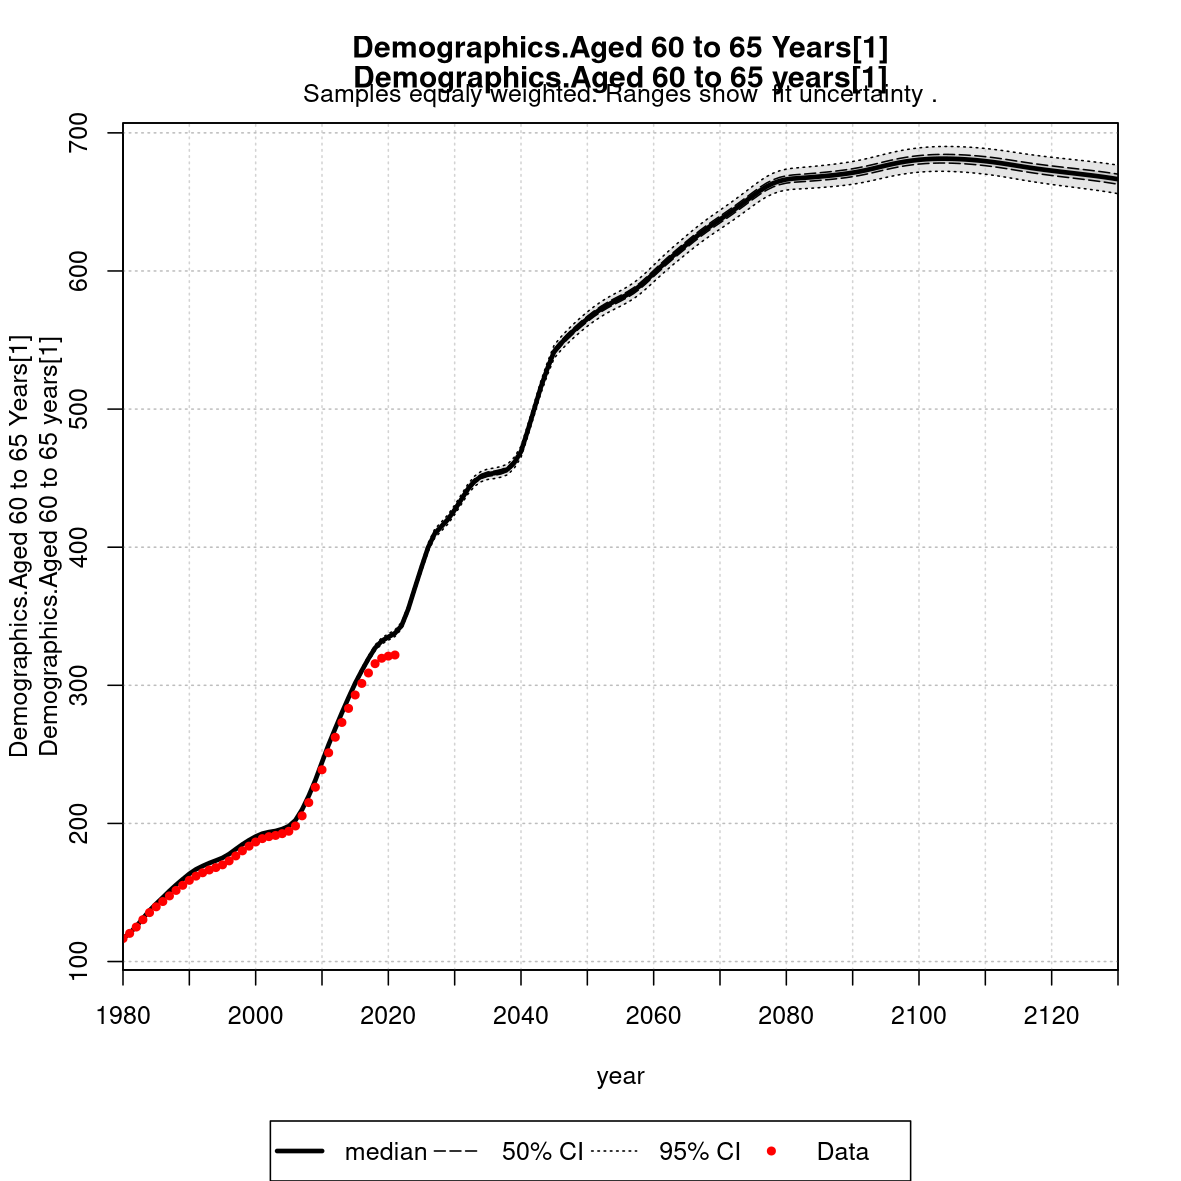 Demographics.Aged 60 to 65 Years[1]
Demographics.Aged 60 to 65 years[1]
Samples equaly weighted. Ranges show  fit uncertainty .
Demographics.Aged 60 to 65 Years[1]
Demographics.Aged 60 to 65 years[1]
700
600
500
400
300
200
100
1980 2000 2020 2040 2060 2080 2100 2120
year
median 50% CI 95% CI Data